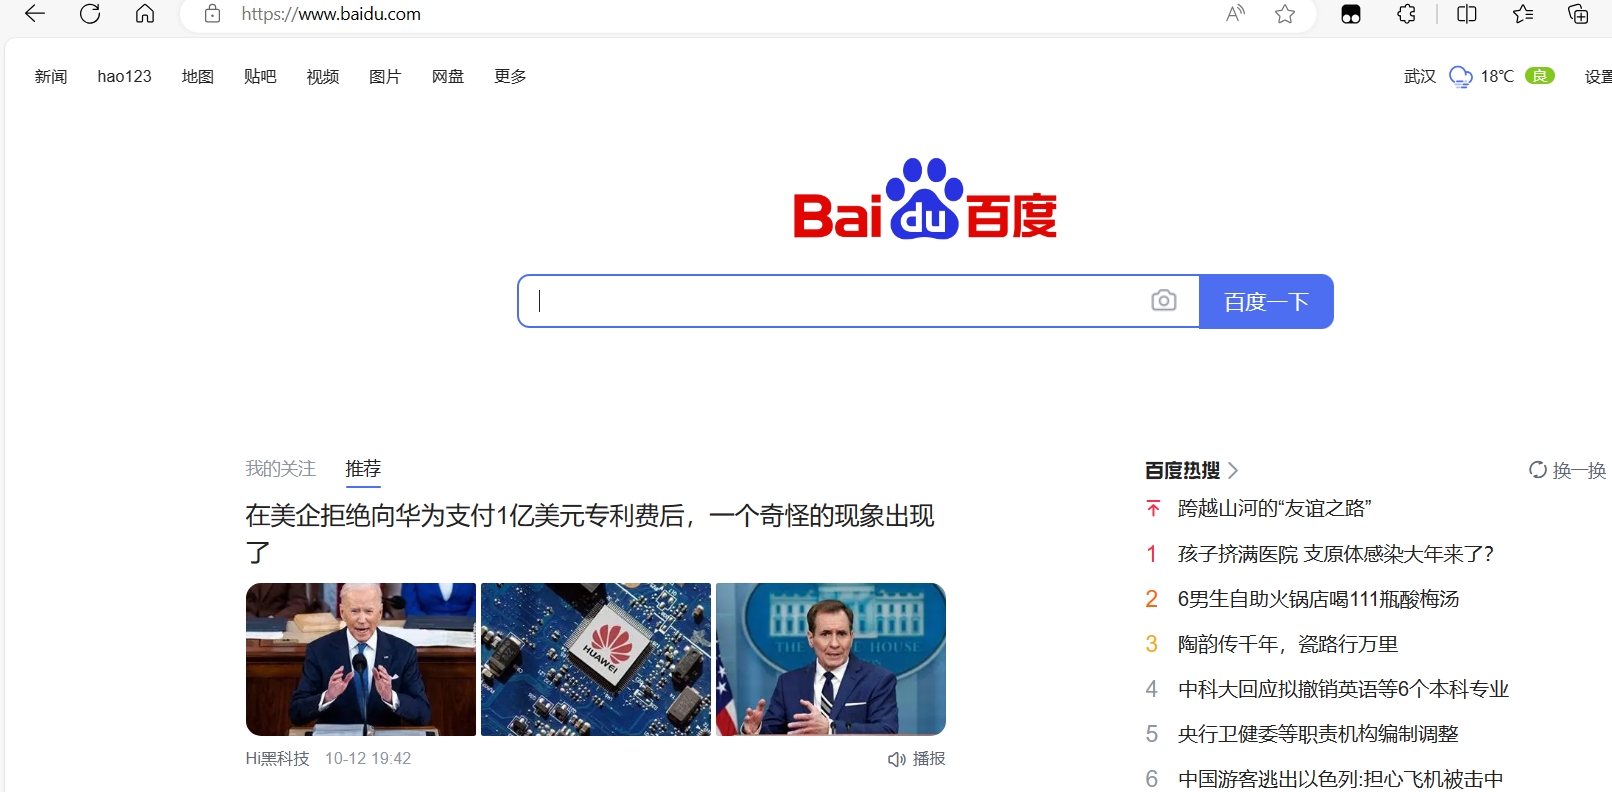 https://www.baidu.com
新闻 hao123 地图 贴吧 视频 图片 网盘 更多
武汉 18℃ 良 设置
Baidu百度
百度一下
我的关注 推荐
在美企拒绝向华为支付1亿美元专利费后，一个奇怪的现象出现
了
HUAWEI
THE HOUSE
Hi黑科技 10-12 19:42
播报
百度热搜
换一换
跨越山河的“友谊之路”
1 孩子挤满医院 支原体感染大年来了?
2 6男生自助火锅店喝111瓶酸梅汤
3 陶韵传千年，瓷路行万里
4 中科大回应拟撤销英语等6个本科专业
5 央行卫健委等职责机构编制调整
6 中国游客逃出以色列:担心飞机被击中